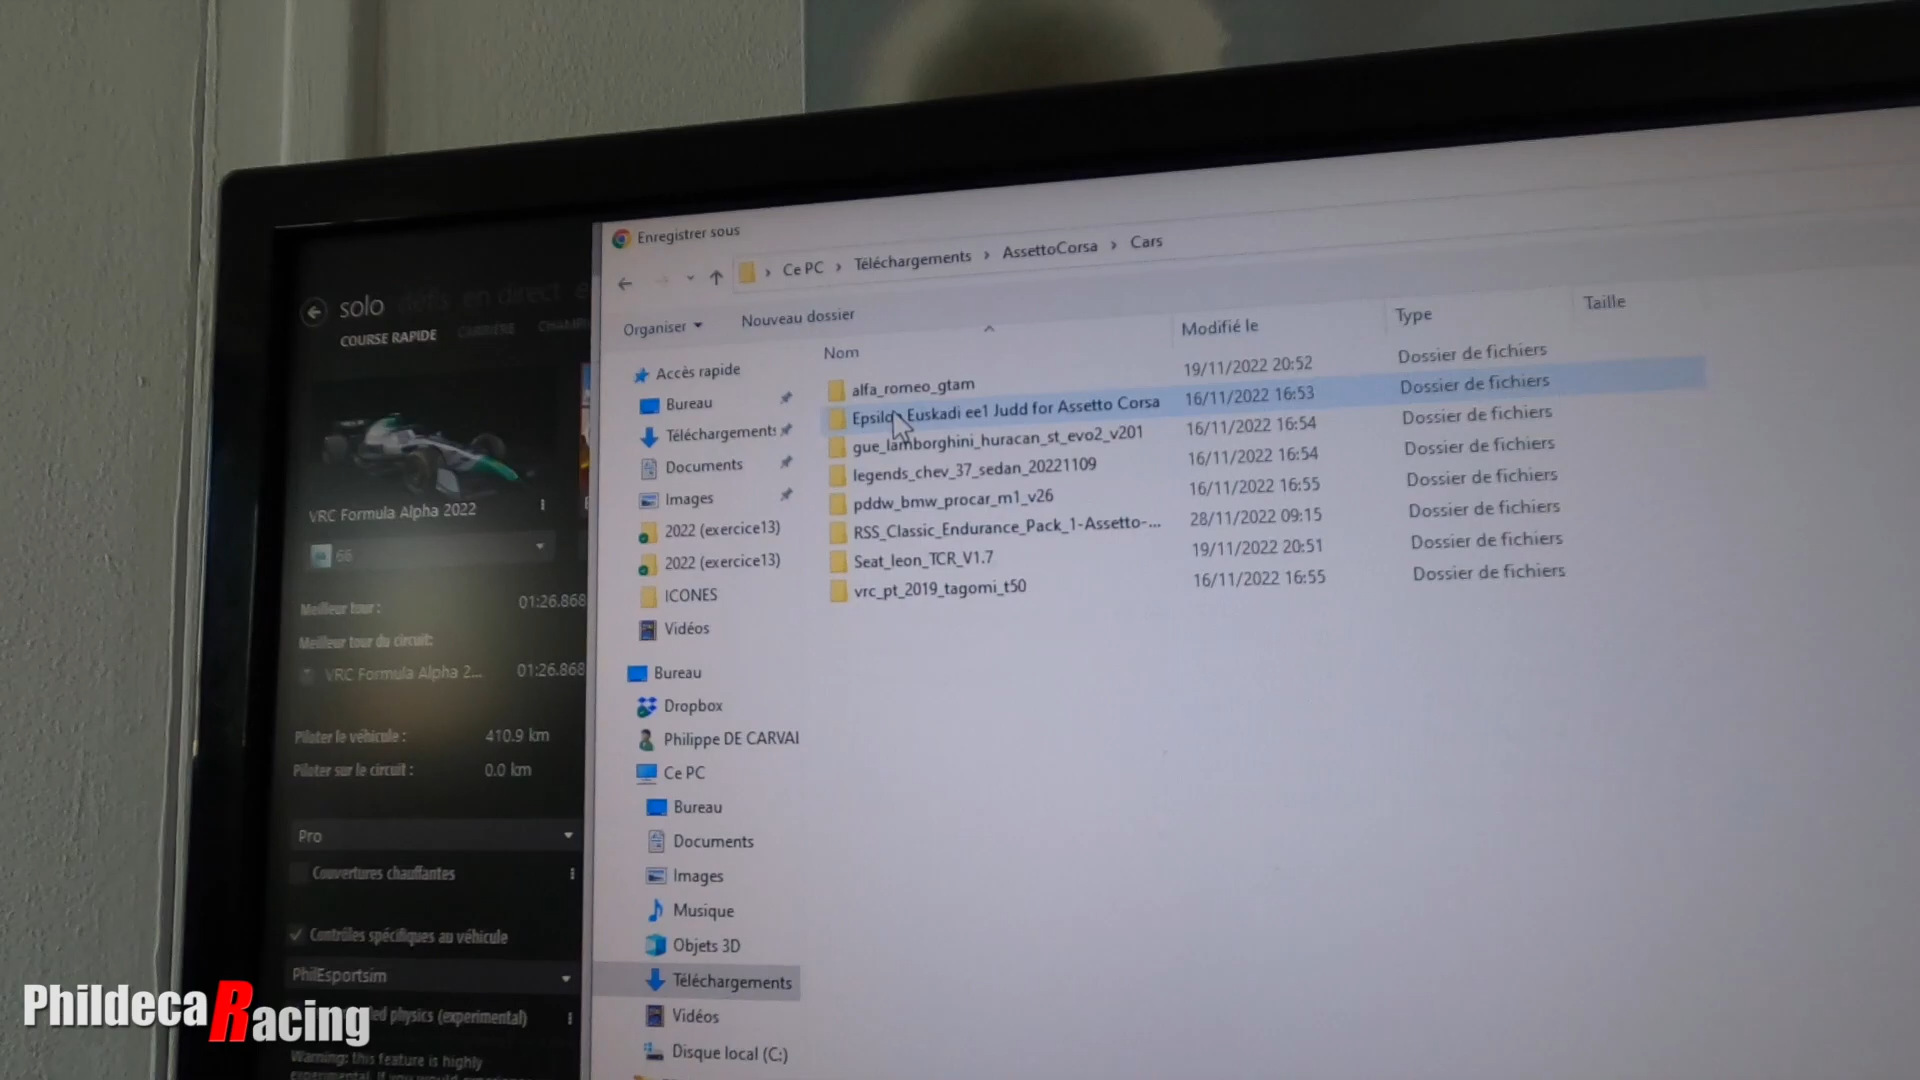 Enregistrer sous
Ce PC › Téléchargements › AssettoCorsa › Cars
Organiser
Nouveau dossier
Nom
Modifié le
Type
Taille
alfa_romeo_gtam 19/11/2022 20:52 Dossier de fichiers
Epsilo Euskadi ee1 Judd for Assetto Corsa 16/11/2022 16:53 Dossier de fichiers
gue_lamborghini_huracan_st_evo2_v201 16/11/2022 16:54 Dossier de fichiers
legends_chev_37_sedan_20221109 16/11/2022 16:54 Dossier de fichiers
pddw_bmw_procar_m1_v26 16/11/2022 16:55 Dossier de fichiers
RSS_Classic_Endurance_Pack_1-Assetto-... 28/11/2022 09:15 Dossier de fichiers
Seat_leon_TCR_V1.7 19/11/2022 20:51 Dossier de fichiers
vrc_pt_2019_tagomi_t50 16/11/2022 16:55 Dossier de fichiers
Accès rapide
Bureau
Téléchargements
Documents
Images
2022 (exercice13)
2022 (exercice13)
ICONES
Vidéos
Bureau
Dropbox
Philippe DE CARVAI
Ce PC
Bureau
Documents
Images
Musique
Objets 3D
Téléchargements
Vidéos
Disque local (C:)
solo défis en direct
COURSE RAPIDE CARRIÈRE CHAMPI
VRC Formula Alpha 2022
66
Meilleur tour : 01:26.868
Meilleur tour du circuit:
VRC Formula Alpha 2... 01:26.868
Piloter le véhicule : 410.9 km
Piloter sur le circuit : 0.0 km
Pro
Couvertures chauffantes
Contrôles spécifiques au véhicule
PhilEsportsim
physics (experimental)
Warning: this feature is highly
Phildeca Racing